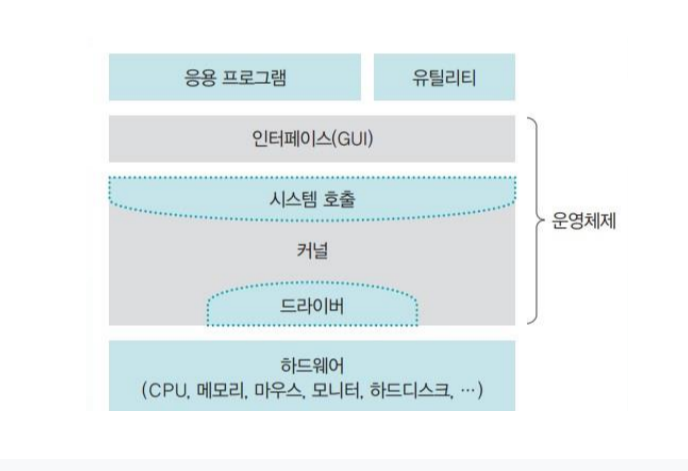 응용 프로그램
유틸리티
인터페이스(GUI)
시스템 호출
운영체제
커널
드라이버
하드웨어
(CPU, 메모리, 마우스, 모니터, 하드디스크, …)